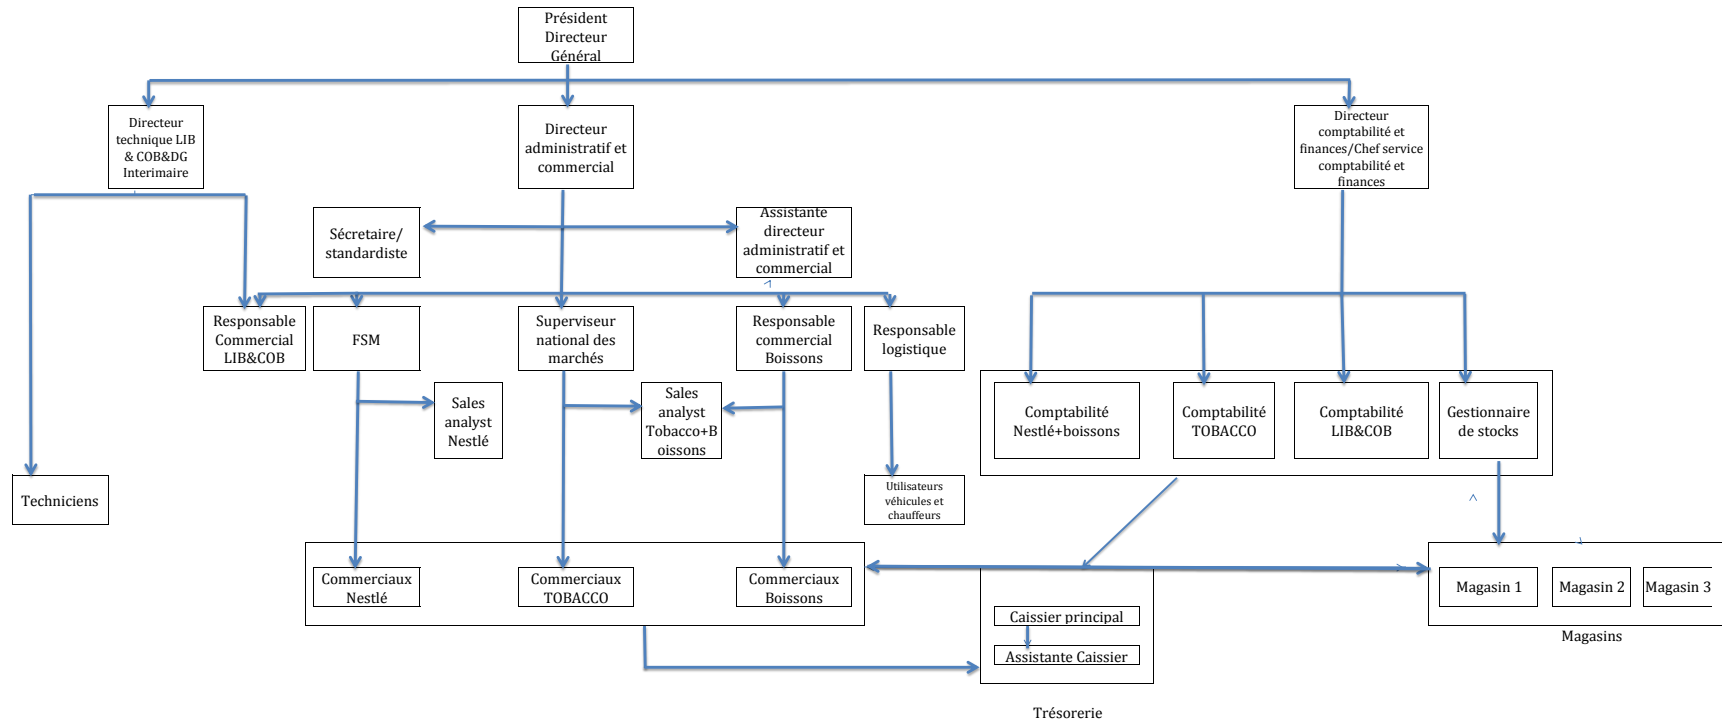 Président
Directeur
Général
Directeur
technique LIB
& COB&DG
Interimaire
Directeur
administratif et
commercial
Directeur
comptabilité et
finances/Chef service
comptabilité et
finances
Sécretaire/
standardiste
Assistante
directeur
administratif et
commercial
Responsable
Commercial
LIB&COB
FSM
Superviseur
national des
marchés
Responsable
commercial
Boissons
Responsable
logistique
Sales
analyst
Nestlé
Sales
analyst
Tobacco+B
oissons
Comptabilité
Nestlé+boissons
Comptabilité
TOBACCO
Comptabilité
LIB&COB
Gestionnaire
de stocks
Techniciens
Utilisateurs
véhicules et
chauffeurs
Commerciaux
Nestlé
Commerciaux
TOBACCO
Commerciaux
Boissons
Caissier principal
Assistante Caissier
Trésorerie
Magasin 1
Magasin 2
Magasin 3
Magasins